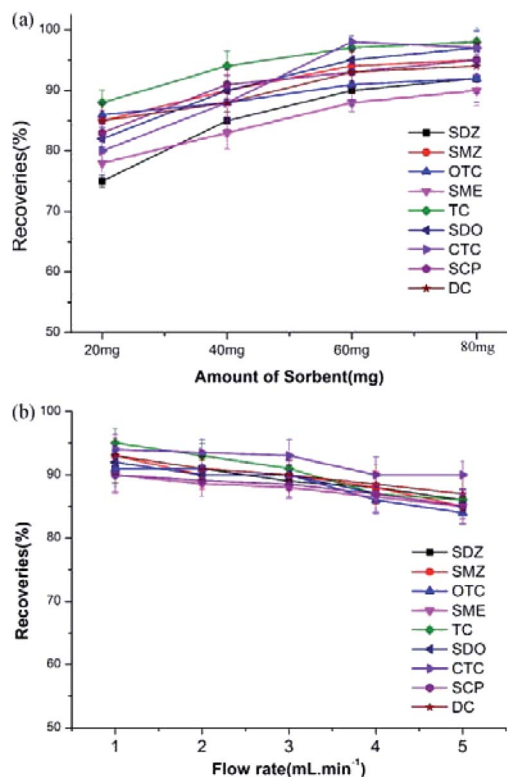 (a)
100
90
80
70
60
50
Recoveries(%)
SDZ
SMZ
OTC
SME
TC
SDO
CTC
SCP
DC
20mg 40mg 60mg 80mg
Amount of Sorbent(mg)
(b)
100
90
80
70
60
50
Recoveries(%)
SDZ
SMZ
OTC
SME
TC
SDO
CTC
SCP
DC
1 2 3 4 5
Flow rate(mL.min⁻¹)